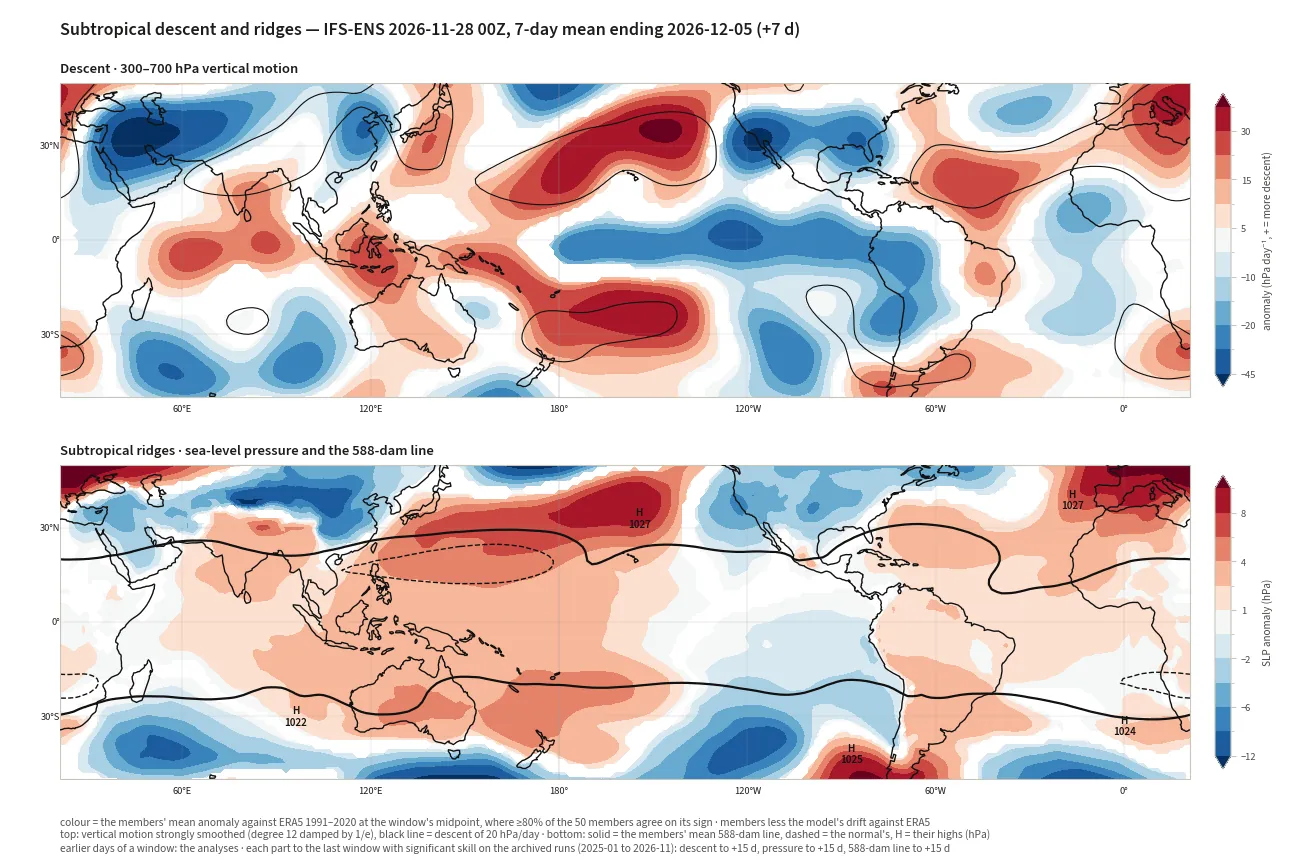 Subtropical descent and ridges — IFS-ENS 2026-11-28 00Z, 7-day mean ending 2026-12-05 (+7 d)
Descent · 300–700 hPa vertical motion
30°N
0°
30°S
60°E
120°E
180°
120°W
60°W
0°
30
15
5
−10
−20
−45
anomaly (hPa day⁻¹, + = more descent)
Subtropical ridges · sea-level pressure and the 588-dam line
30°N
0°
30°S
H
1027
H
1027
H
1022
H
1024
H
1025
60°E
120°E
180°
120°W
60°W
0°
8
4
1
−2
−6
−12
SLP anomaly (hPa)
colour = the members' mean anomaly against ERA5 1991–2020 at the window's midpoint, where ≥80% of the 50 members agree on its sign · members less the model's drift against ERA5
top: vertical motion strongly smoothed (degree 12 damped by 1/e), black line = descent of 20 hPa/day · bottom: solid = the members' mean 588-dam line, dashed = the normal's, H = their highs (hPa)
earlier days of a window: the analyses · each part to the last window with significant skill on the archived runs (2025-01 to 2026-11): descent to +15 d, pressure to +15 d, 588-dam line to +15 d